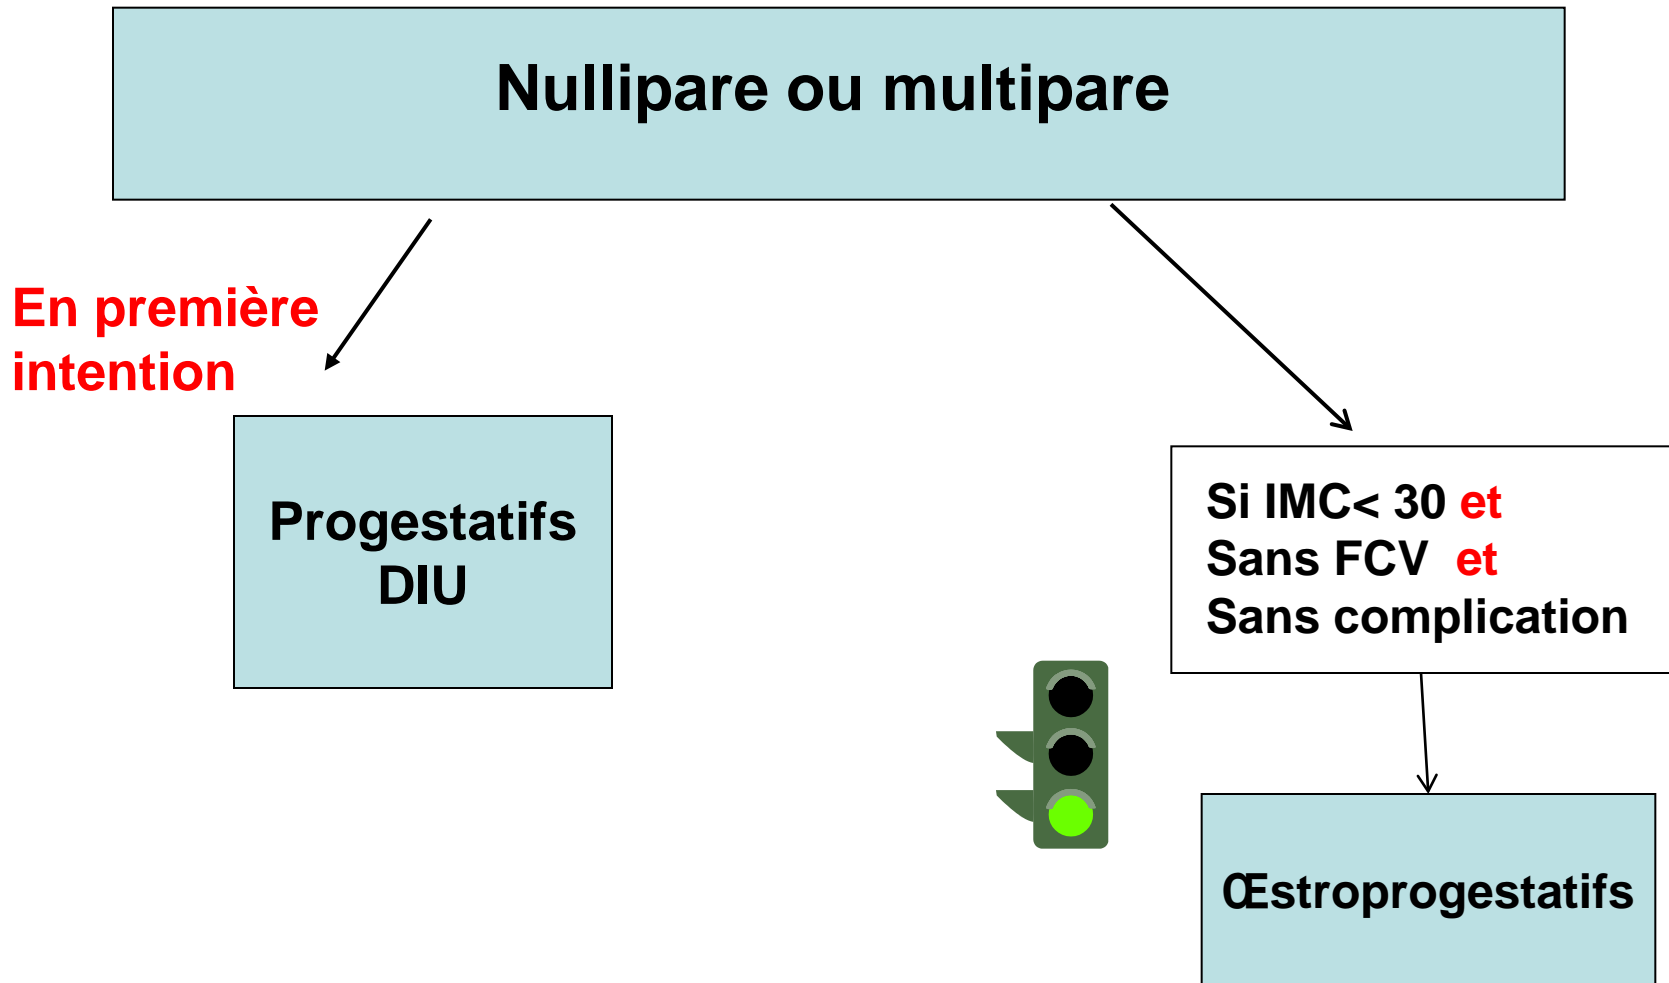 Nullipare ou multipare
En première
intention
Progestatifs
DIU
Si IMC< 30 et
Sans FCV et
Sans complication
Œstroprogestatifs